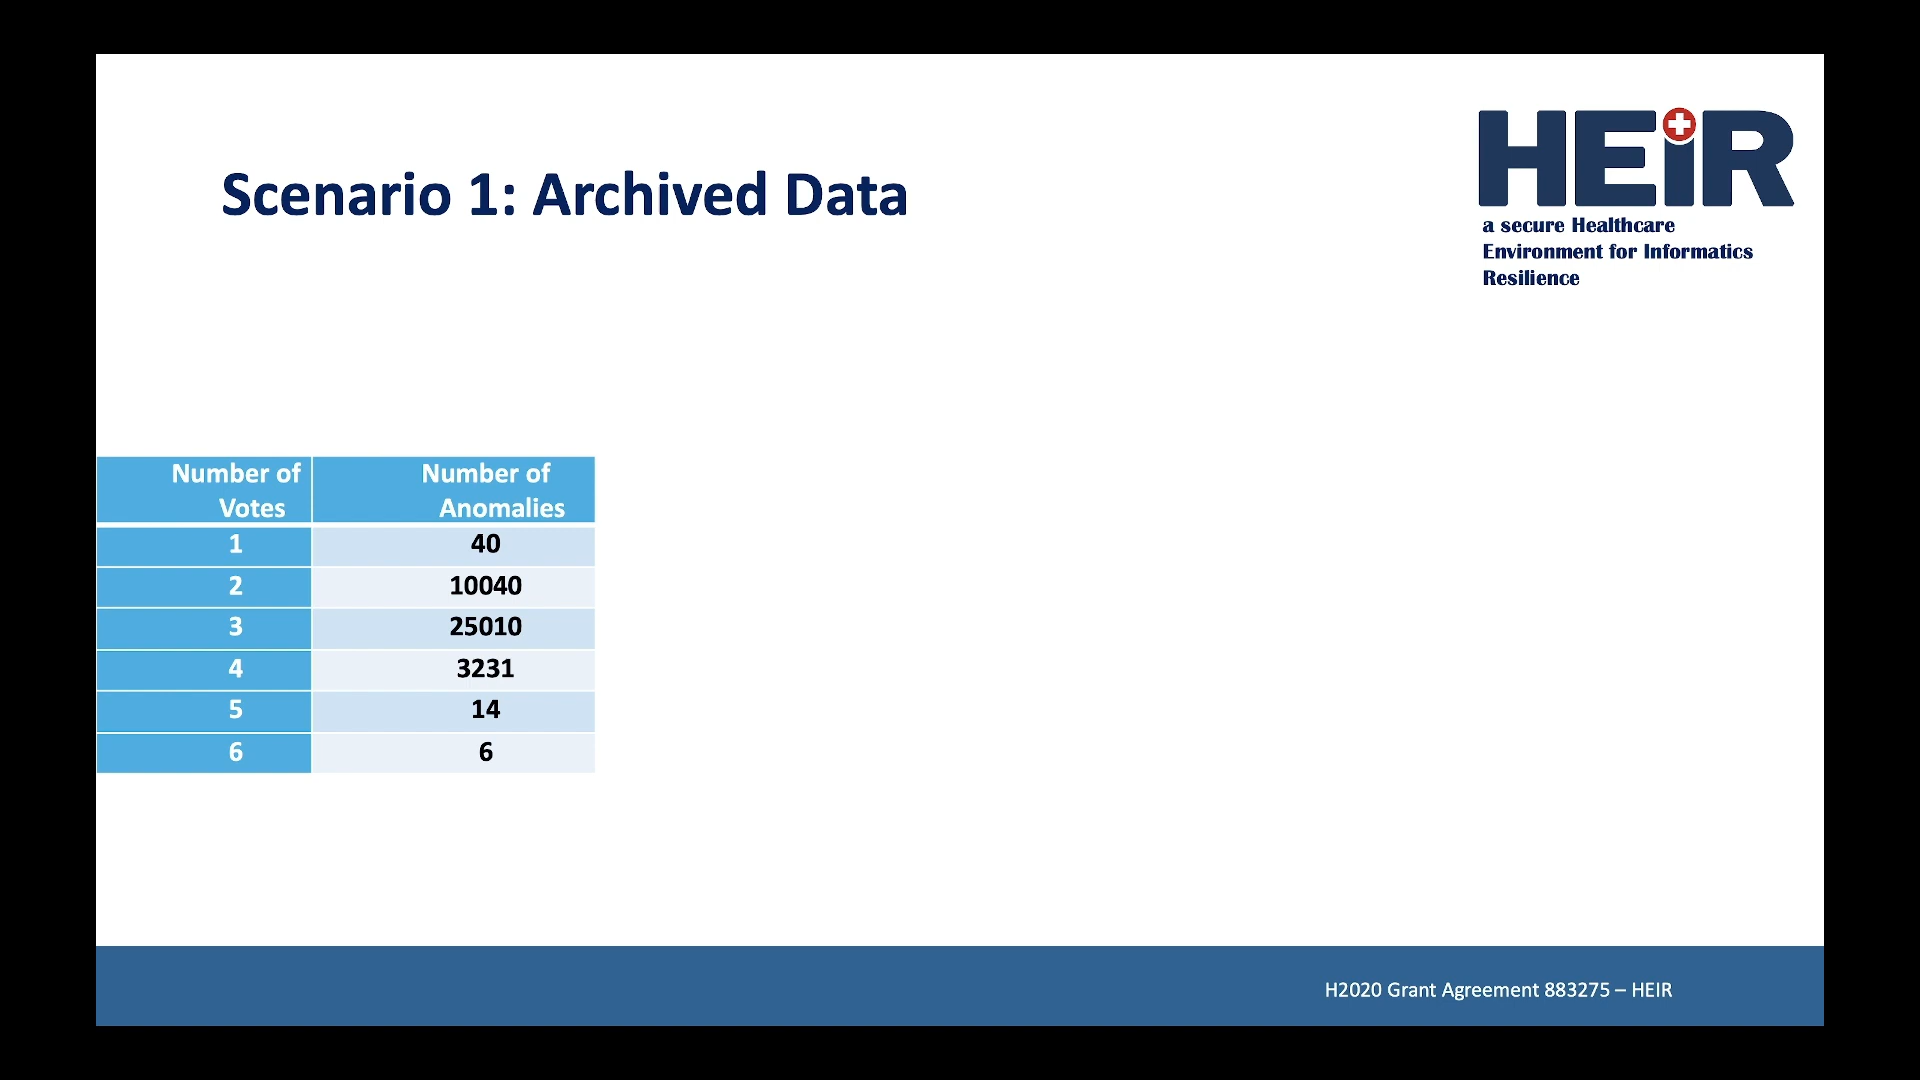 Scenario 1: Archived Data
HEiR
a secure Healthcare
Environment for Informatics
Resilience
Number of Votes Number of Anomalies
1 40
2 10040
3 25010
4 3231
5 14
6 6
H2020 Grant Agreement 883275 – HEIR